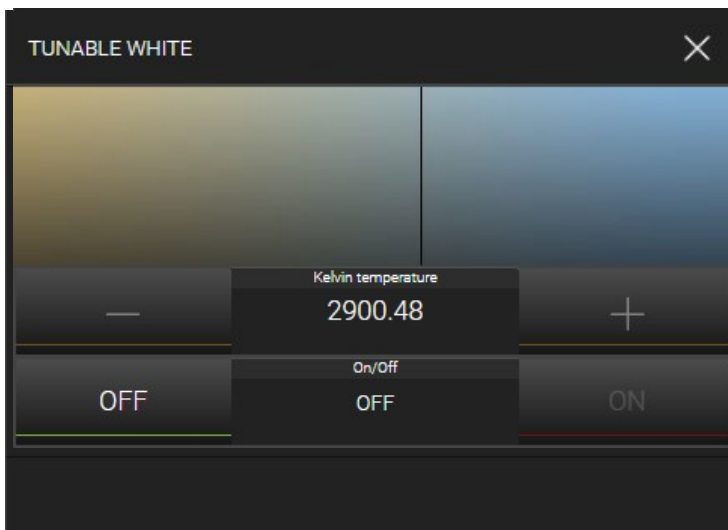 TUNABLE WHITE
Kelvin temperature
2900.48
On/Off
OFF
OFF
ON